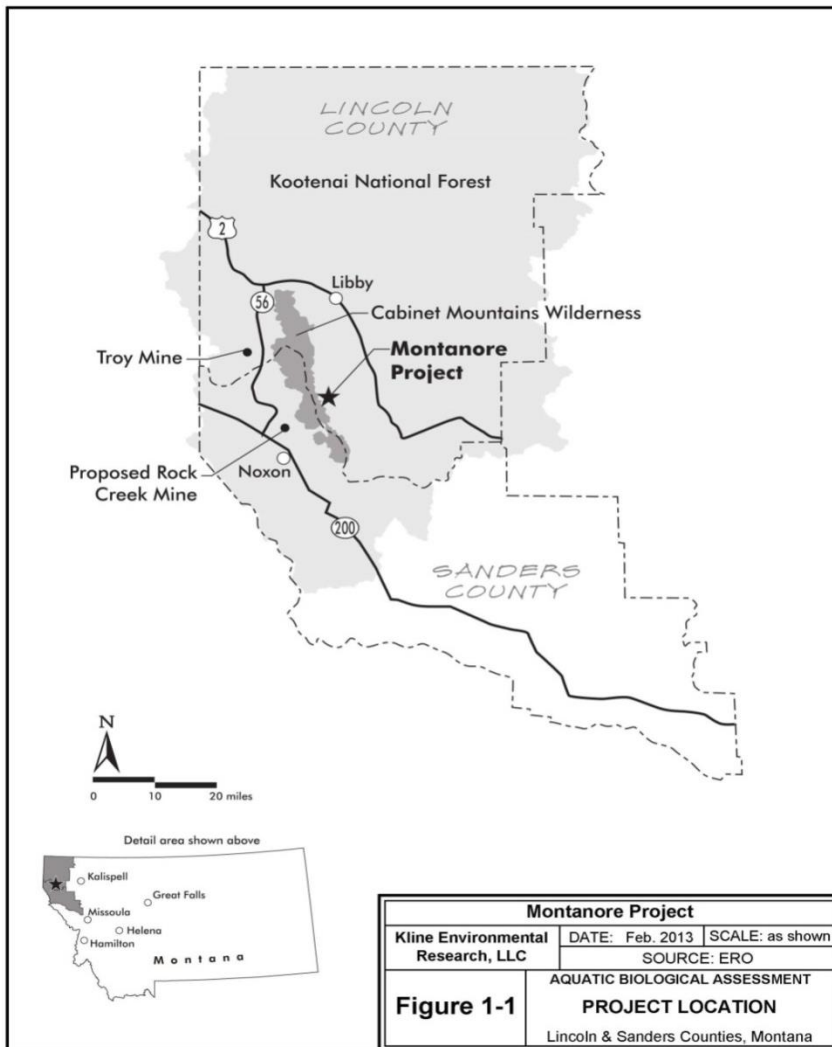 LINCOLN
COUNTY
Kootenai National Forest
2
Libby
56
Cabinet Mountains Wilderness
Troy Mine
Montanore
Project
Proposed Rock
Creek Mine
Noxon
200
SANDERS
COUNTY
N
0 10 20 miles
Detail area shown above
Kalispell
Great Falls
Missoula
Helena
Hamilton
Montana
Montanore Project
Kline Environmental
Research, LLC
DATE: Feb. 2013
SCALE: as shown
SOURCE: ERO
Figure 1-1
AQUATIC BIOLOGICAL ASSESSMENT
PROJECT LOCATION
Lincoln & Sanders Counties, Montana